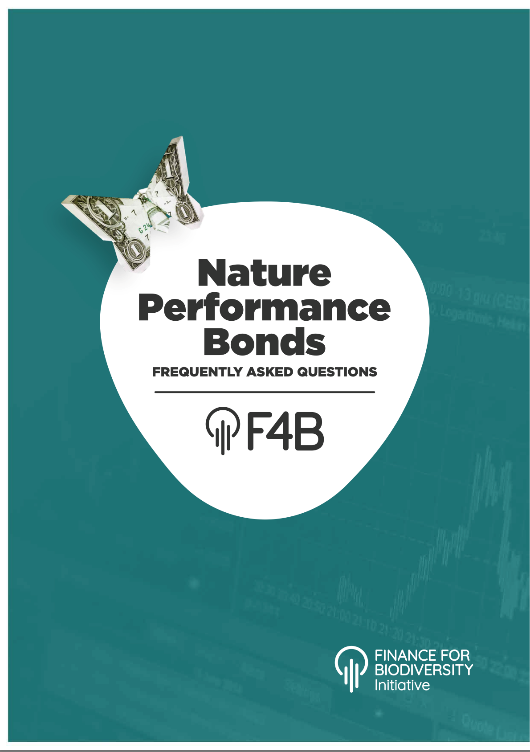 Nature
Performance
Bonds
FREQUENTLY ASKED QUESTIONS
F4B
FINANCE FOR
BIODIVERSITY
Initiative